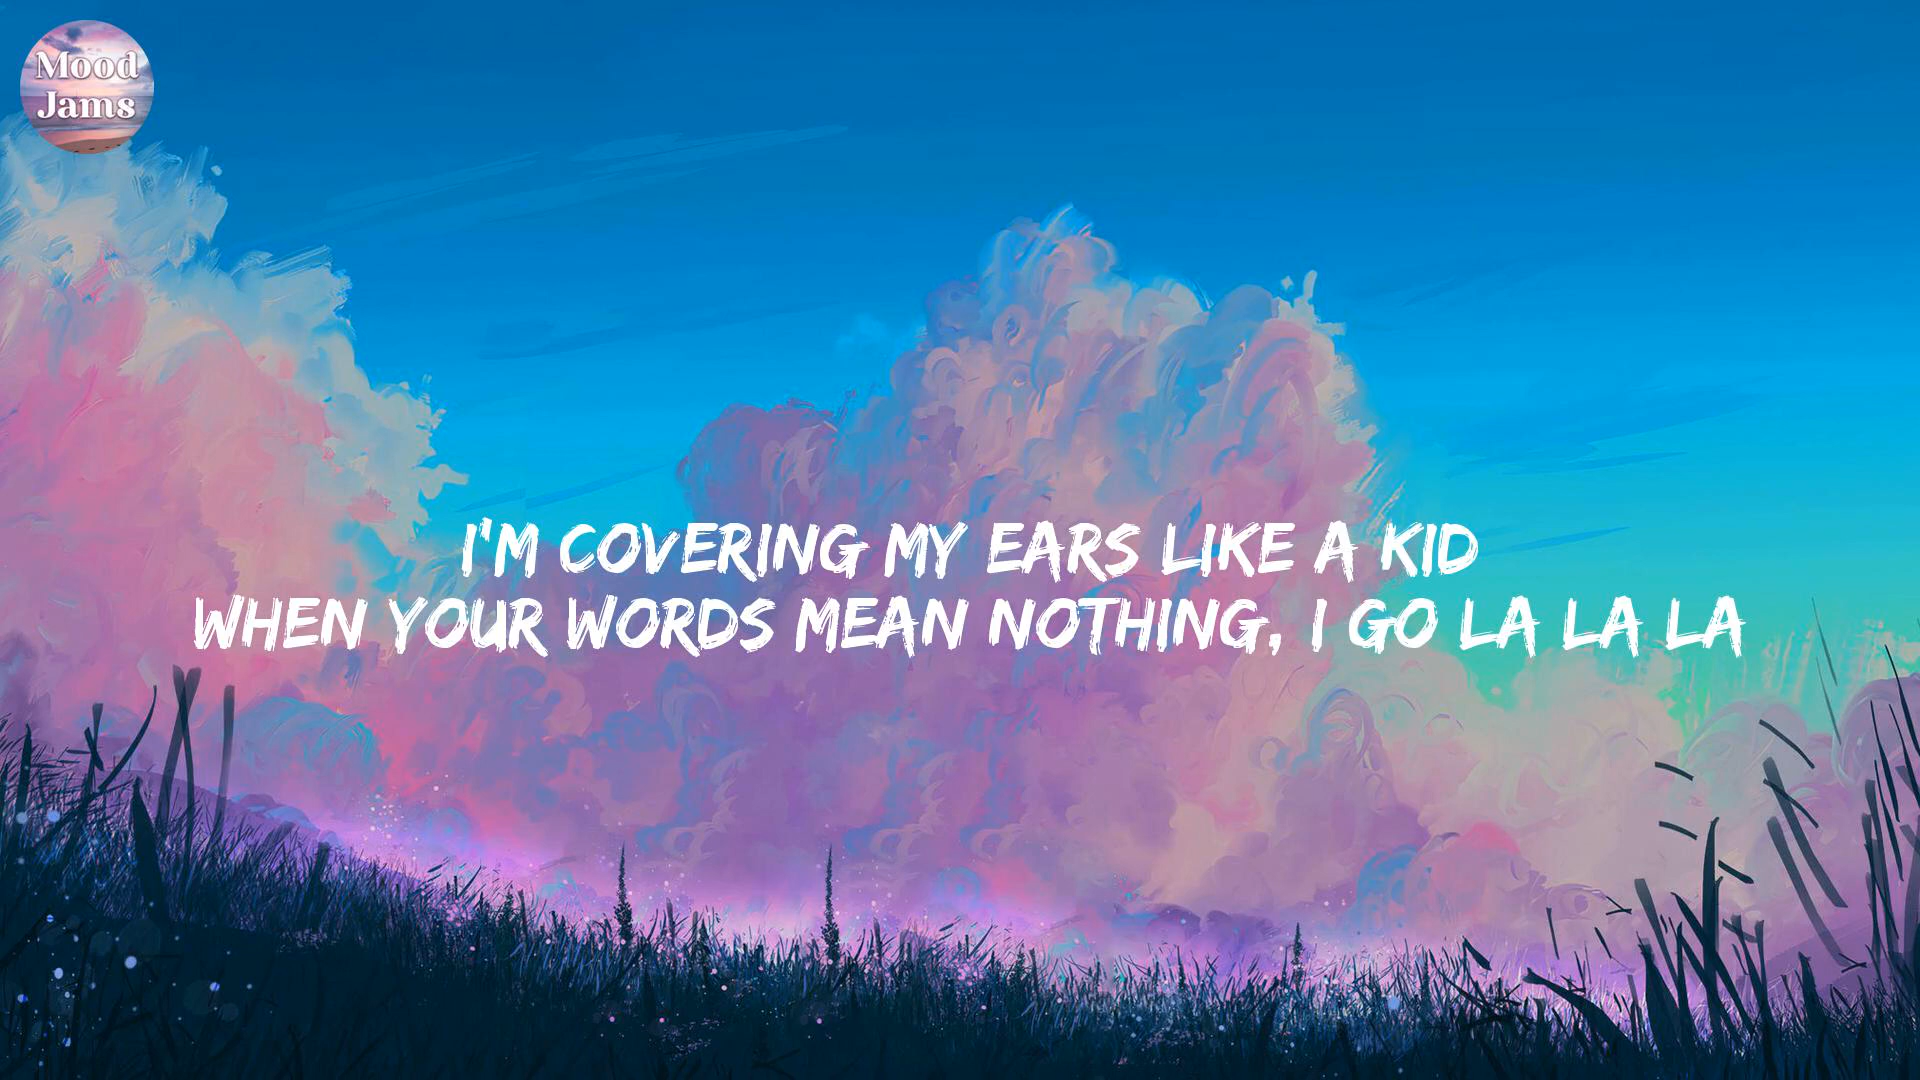 Mood
Jams
I'M COVERING MY EARS LIKE A KID
WHEN YOUR WORDS MEAN NOTHING, I GO LA LA LA